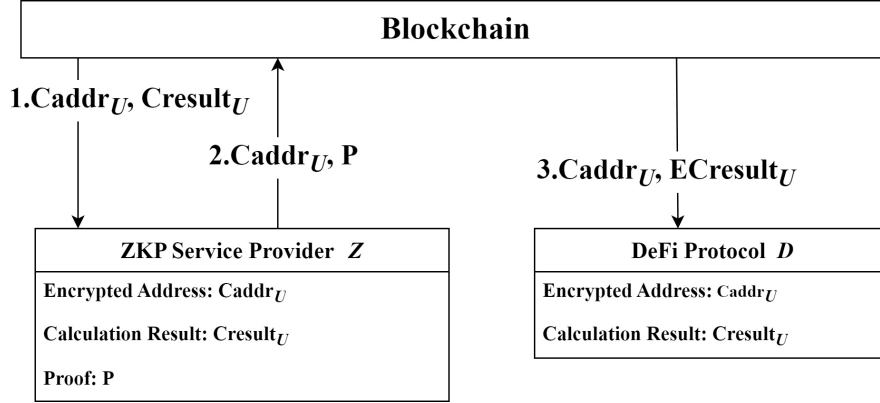 Blockchain
1.Caddr_U, Cresult_U
2.Caddr_U, P
3.Caddr_U, ECresult_U
ZKP Service Provider Z
Encrypted Address: Caddr_U
Calculation Result: Cresult_U
Proof: P
DeFi Protocol D
Encrypted Address: Caddr_U
Calculation Result: Cresult_U